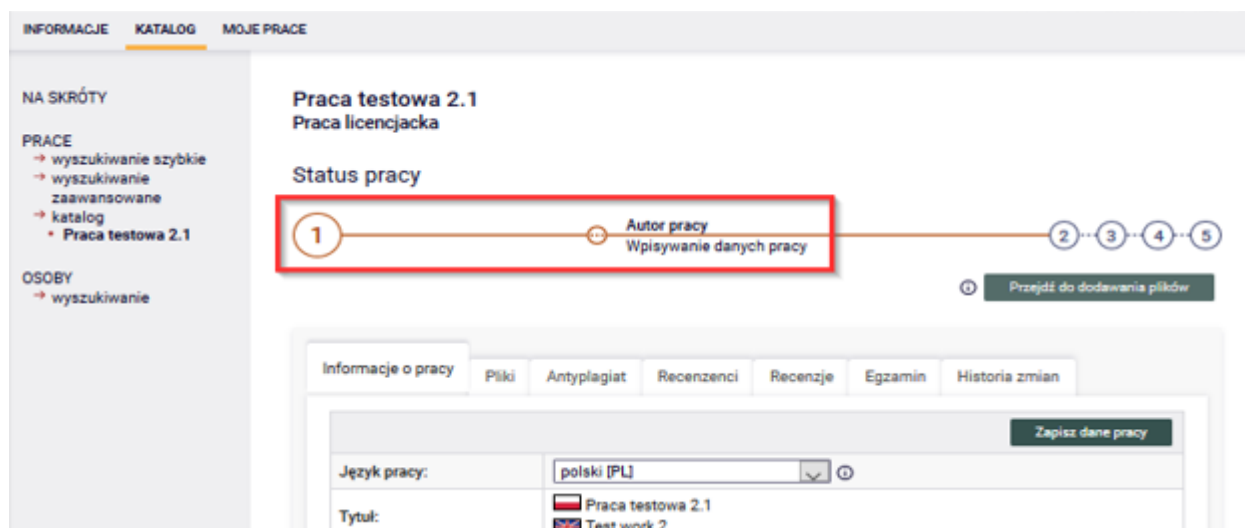 INFORMACJE KATALOG MOJE PRACE
NA SKRÓTY
PRACE
→ wyszukiwanie szybkie
→ wyszukiwanie
zaawansowane
→ katalog
• Praca testowa 2.1
OSOBY
→ wyszukiwanie
Praca testowa 2.1
Praca licencjacka
Status pracy
1 Autor pracy 2 3 4 5
Wpisywanie danych pracy
Przejdź do dodawania plików
Informacje o pracy Pliki Antyplagiat Recenzenci Recenzje Egzamin Historia zmian
Zapisz dane pracy
Język pracy: polski [PL]
Tytuł: Praca testowa 2.1
Test work 2